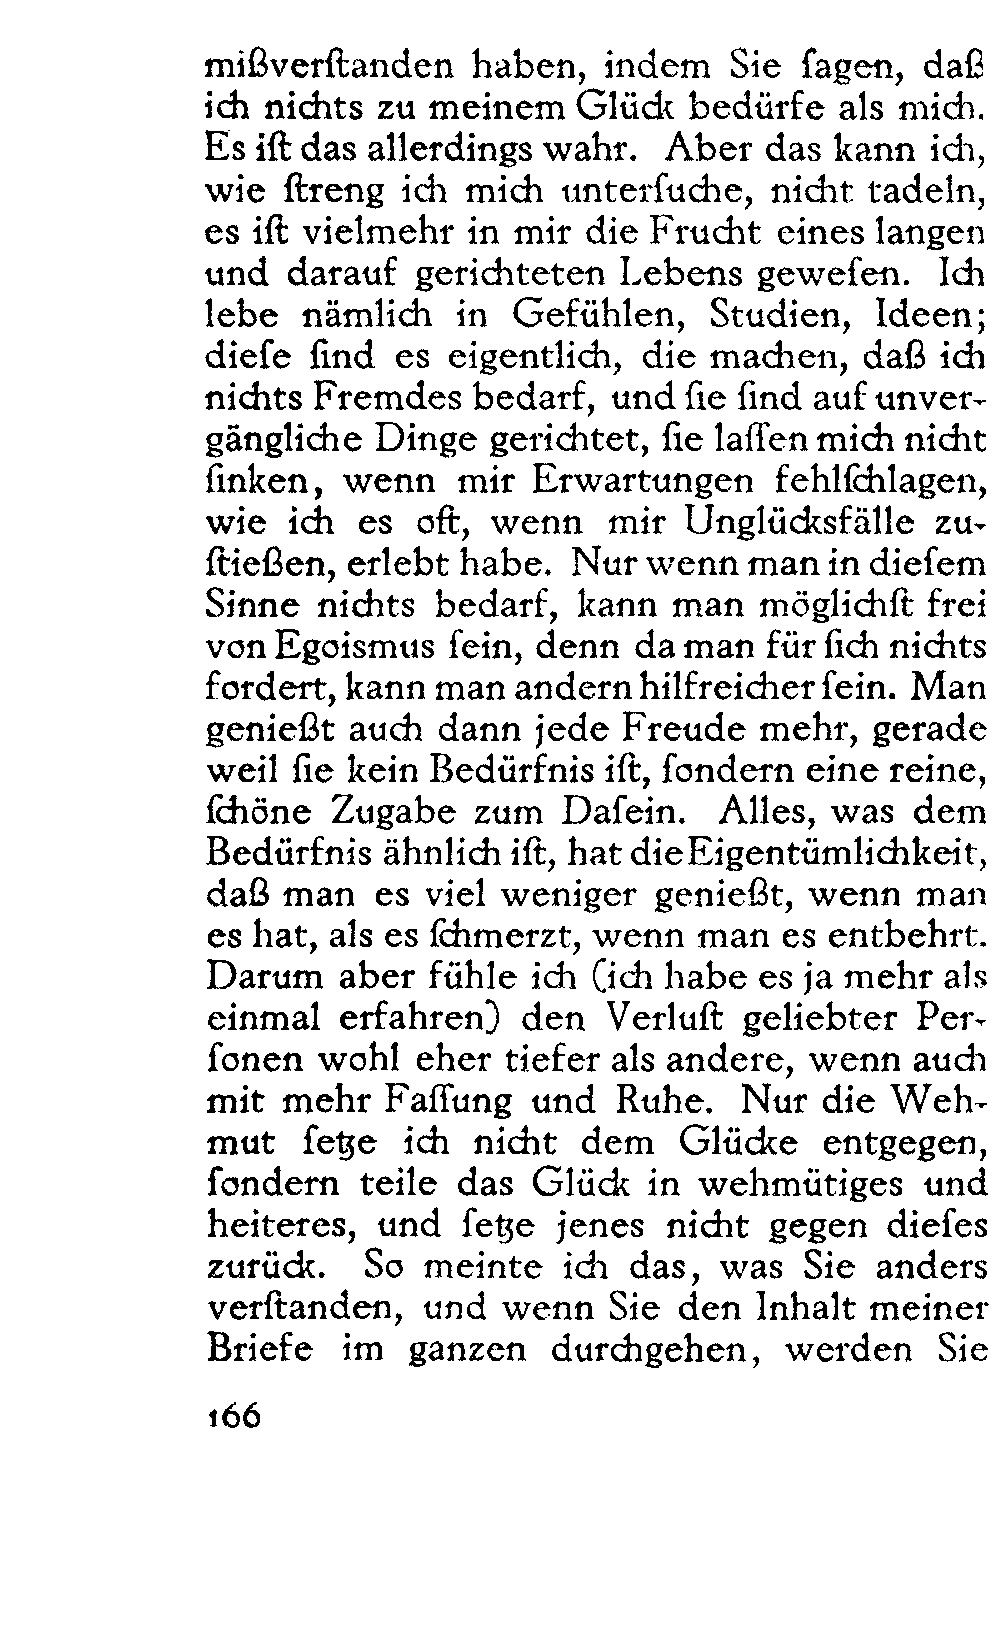 mißverſtanden haben, indem Sie ſagen, daß
ich nichts zu meinem Glück bedürfe als mich.
Es iſt das allerdings wahr. Aber das kann ich,
wie ſtreng ich mich unterſuche, nicht tadeln,
es iſt vielmehr in mir die Frucht eines langen
und darauf gerichteten Lebens geweſen. Ich
lebe nämlich in Gefühlen, Studien, Ideen;
dieſe ſind es eigentlich, die machen, daß ich
nichts Fremdes bedarf, und ſie ſind auf unver-
gängliche Dinge gerichtet, ſie laſſen mich nicht
ſinken, wenn mir Erwartungen fehlſchlagen,
wie ich es oft, wenn mir Unglücksfälle zu-
ſtießen, erlebt habe. Nur wenn man in dieſem
Sinne nichts bedarf, kann man möglichſt frei
von Egoismus ſein, denn da man für ſich nichts
fordert, kann man andern hilfreicher ſein. Man
genießt auch dann jede Freude mehr, gerade
weil ſie kein Bedürfnis iſt, ſondern eine reine,
ſchöne Zugabe zum Daſein. Alles, was dem
Bedürfnis ähnlich iſt, hat die Eigentümlichkeit,
daß man es viel weniger genießt, wenn man
es hat, als es ſchmerzt, wenn man es entbehrt.
Darum aber fühle ich (ich habe es ja mehr als
einmal erfahren) den Verluſt geliebter Per-
ſonen wohl eher tiefer als andere, wenn auch
mit mehr Faſſung und Ruhe. Nur die Weh-
mut ſetze ich nicht dem Glücke entgegen,
ſondern teile das Glück in wehmütiges und
heiteres, und ſetze jenes nicht gegen dieſes
zurück. So meinte ich das, was Sie anders
verſtanden, und wenn Sie den Inhalt meiner
Briefe im ganzen durchgehen, werden Sie
166